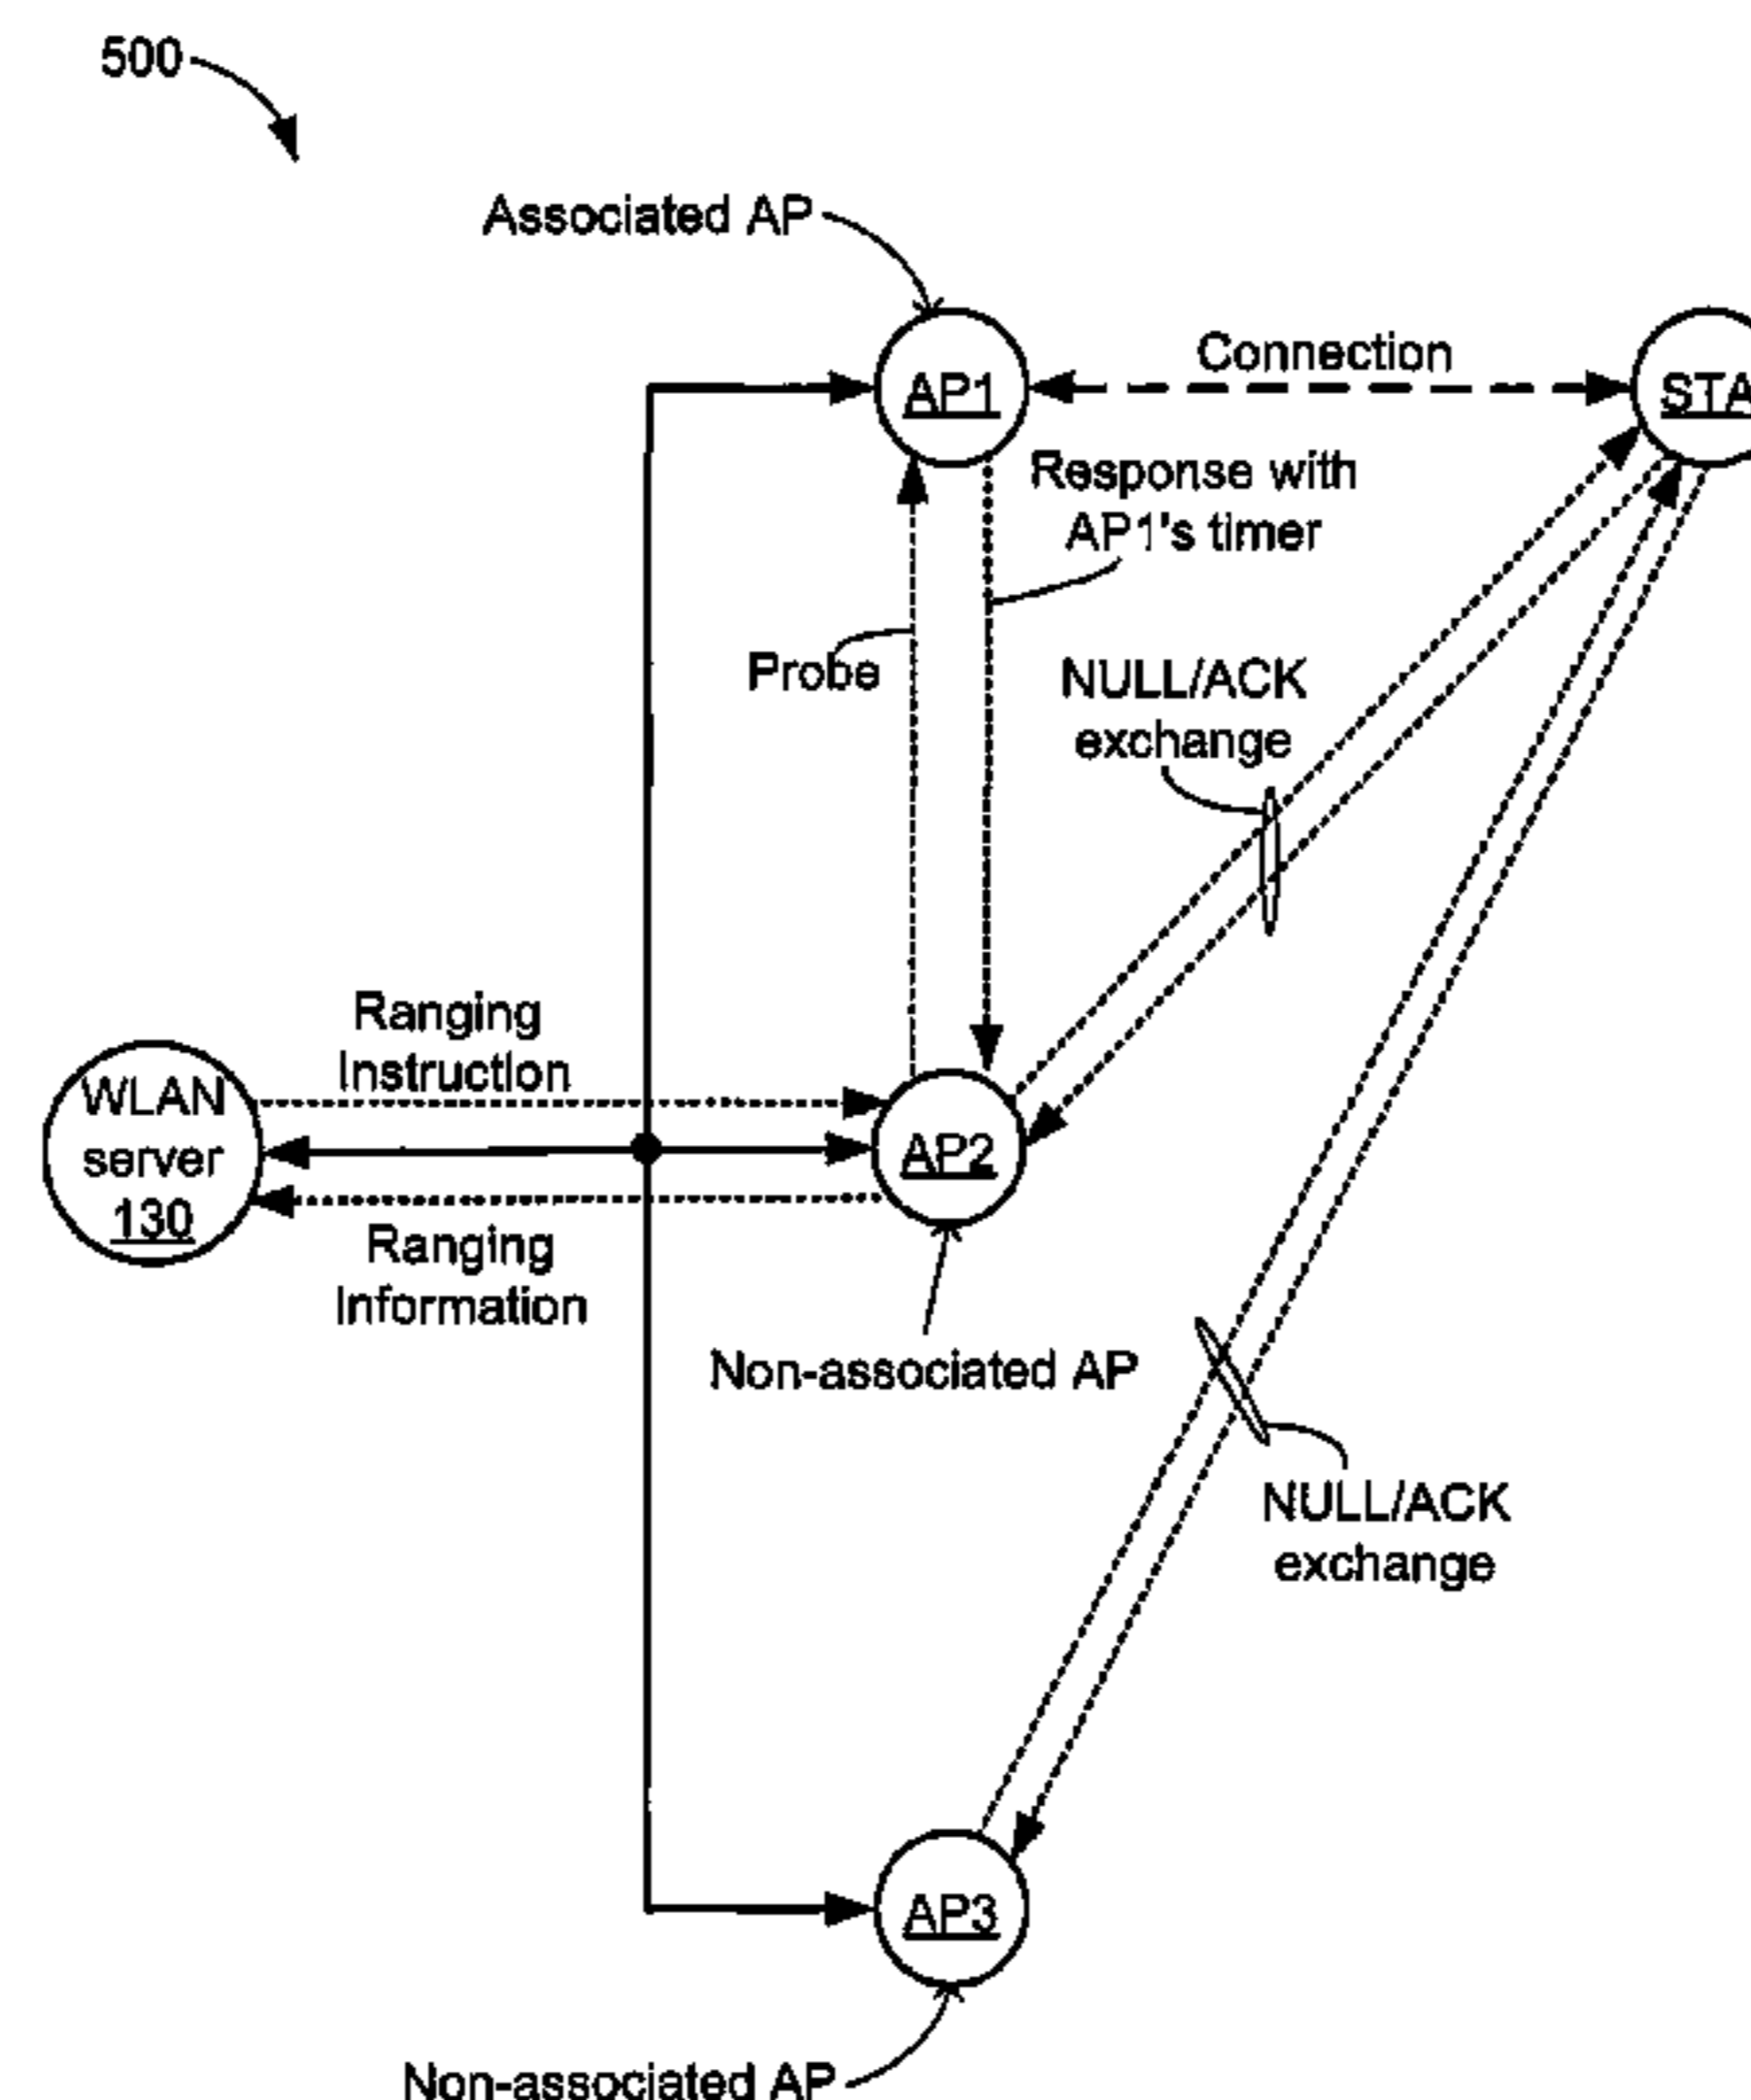 500
Associated AP
AP1
Connection
STA
Response with
AP1's timer
Probe
NULL/ACK
exchange
Ranging
Instruction
WLAN
server
130
AP2
Ranging
Information
Non-associated AP
NULL/ACK
exchange
AP3
Non-associated AP